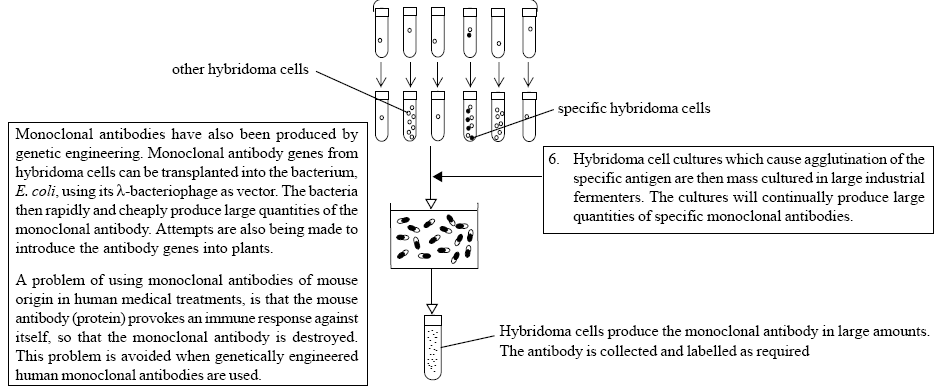 other hybridoma cells
specific hybridoma cells
Monoclonal antibodies have also been produced by
genetic engineering. Monoclonal antibody genes from
hybridoma cells can be transplanted into the bacterium,
E. coli, using its λ-bacteriophage as vector. The bacteria
then rapidly and cheaply produce large quantities of the
monoclonal antibody. Attempts are also being made to
introduce the antibody genes into plants.
A problem of using monoclonal antibodies of mouse
origin in human medical treatments, is that the mouse
antibody (protein) provokes an immune response against
itself, so that the monoclonal antibody is destroyed.
This problem is avoided when genetically engineered
human monoclonal antibodies are used.
6. Hybridoma cell cultures which cause agglutination of the
specific antigen are then mass cultured in large industrial
fermenters. The cultures will continually produce large
quantities of specific monoclonal antibodies.
Hybridoma cells produce the monoclonal antibody in large amounts.
The antibody is collected and labelled as required